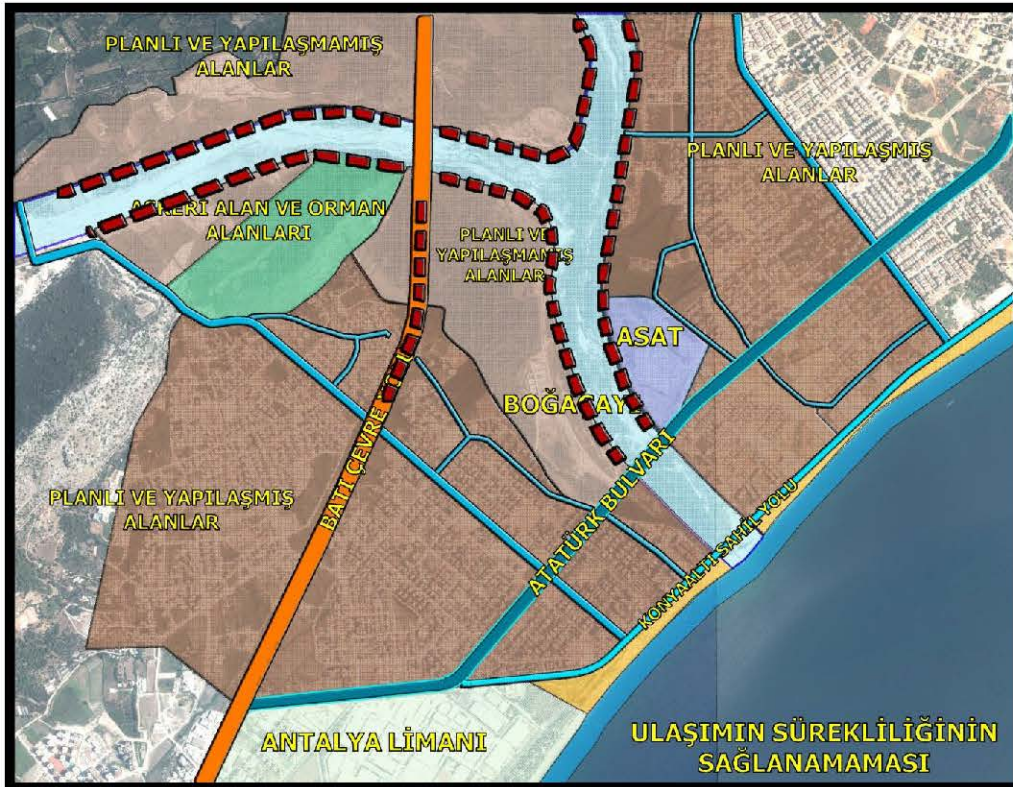 PLANLI VE YAPILAŞMAMIŞ
ALANLAR
PLANLI VE YAPILAŞMIŞ
ALANLAR
ASKERİ ALAN VE ORMAN
ALANLARI
PLANLI VE
YAPILAŞMAMIŞ
ALANLAR
ASAT
BOĞAÇAYI
BATI ÇEVRE YOLU
PLANLI VE YAPILAŞMIŞ
ALANLAR
ATATÜRK BULVARI
KONYAALTI SAHİL YOLU
ANTALYA LİMANI
ULAŞIMIN SÜREKLİLİĞİNİN
SAĞLANAMAMASI